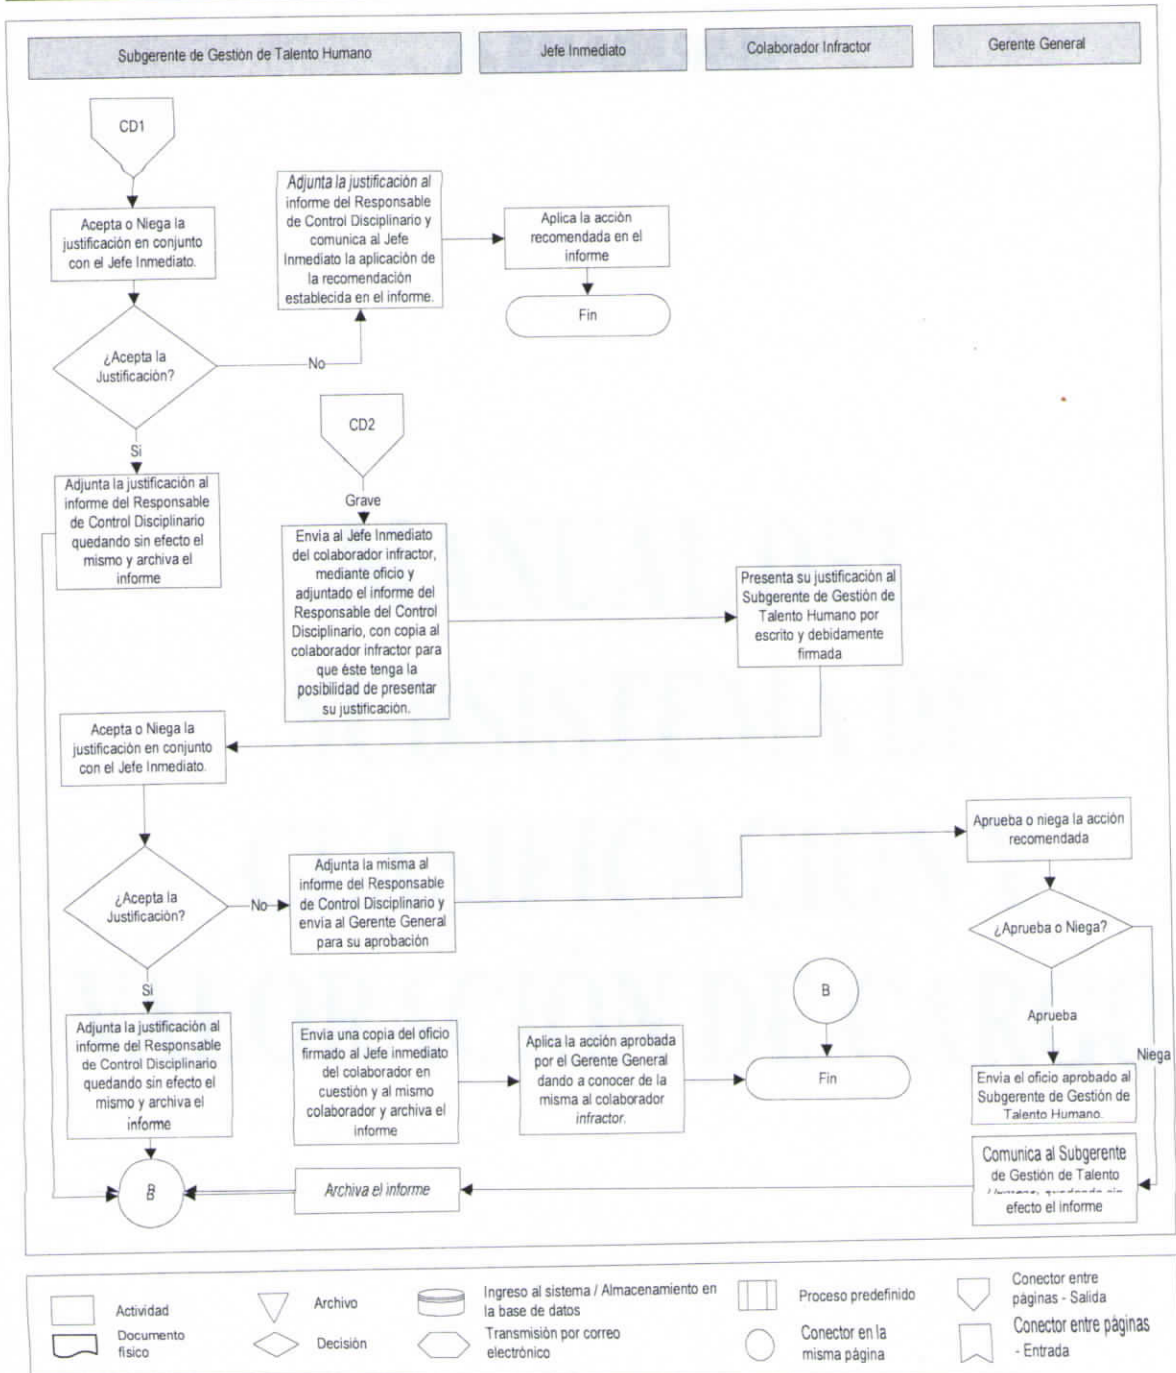 Subgerente de Gestión de Talento Humano
Jefe Inmediato
Colaborador Infractor
Gerente General
CD1
Acepta o Niega la
justificación en conjunto
con el Jefe Inmediato.
Adjunta la justificación al
informe del Responsable
de Control Disciplinario y
comunica al Jefe
Inmediato la aplicación de
la recomendación
establecida en el informe.
Aplica la acción
recomendada en el
informe
Fin
¿Acepta la
Justificación?
No
Si
CD2
Grave
Adjunta la justificación al
informe del Responsable
de Control Disciplinario
quedando sin efecto el
mismo y archiva el
informe
Envia al Jefe Inmediato
del colaborador infractor,
mediante oficio y
adjuntado el informe del
Responsable del Control
Disciplinario, con copia al
colaborador infractor para
que éste tenga la
posibilidad de presentar
su justificación.
Presenta su justificación al
Subgerente de Gestión de
Talento Humano por
escrito y debidamente
firmada
Acepta o Niega la
justificación en conjunto
con el Jefe Inmediato.
¿Acepta la
Justificación?
No
Adjunta la misma al
informe del Responsable
de Control Disciplinario y
envia al Gerente General
para su aprobación
Aprueba o niega la acción
recomendada
¿Aprueba o Niega?
Si
Aprueba
Niega
B
Adjunta la justificación al
informe del Responsable
de Control Disciplinario
quedando sin efecto el
mismo y archiva el
informe
Envia una copia del oficio
firmado al Jefe inmediato
del colaborador en
cuestión y al mismo
colaborador y archiva el
informe
Aplica la acción aprobada
por el Gerente General
dando a conocer de la
misma al colaborador
infractor.
Fin
Envia el oficio aprobado al
Subgerente de Gestión de
Talento Humano.
B
Archiva el informe
Comunica al Subgerente
de Gestión de Talento
Humano, quedando sin
efecto el informe
Actividad
Documento
fisico
Archivo
Decisión
Ingreso al sistema / Almacenamiento en
la base de datos
Transmisión por correo
electrónico
Proceso predefinido
Conector en la
misma página
Conector entre
páginas - Salida
Conector entre páginas
- Entrada